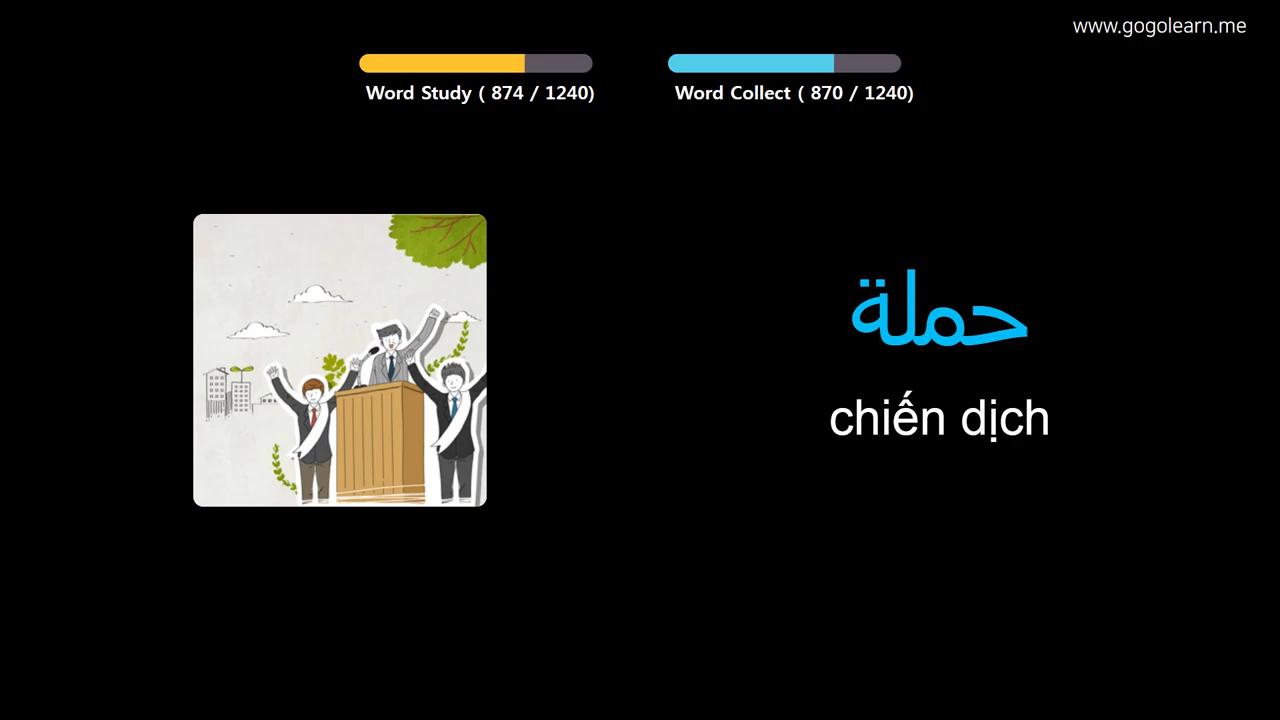 www.gogolearn.me
Word Study ( 874 / 1240)
Word Collect ( 870 / 1240)
حملة
chiến dịch